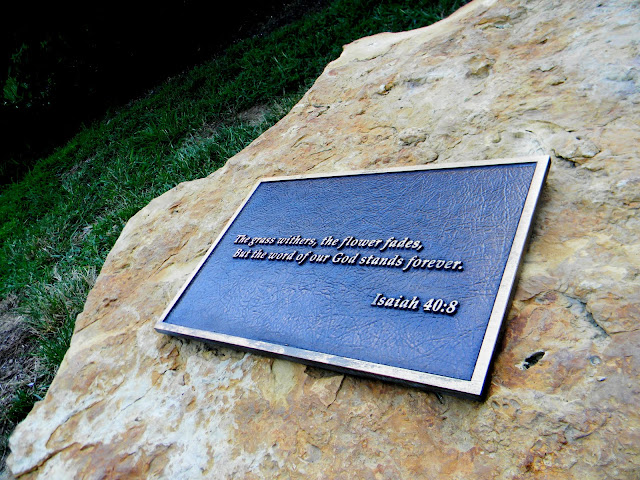 The grass withers, the flower fades,
but the word of our God stands forever.
Isaiah 40:8